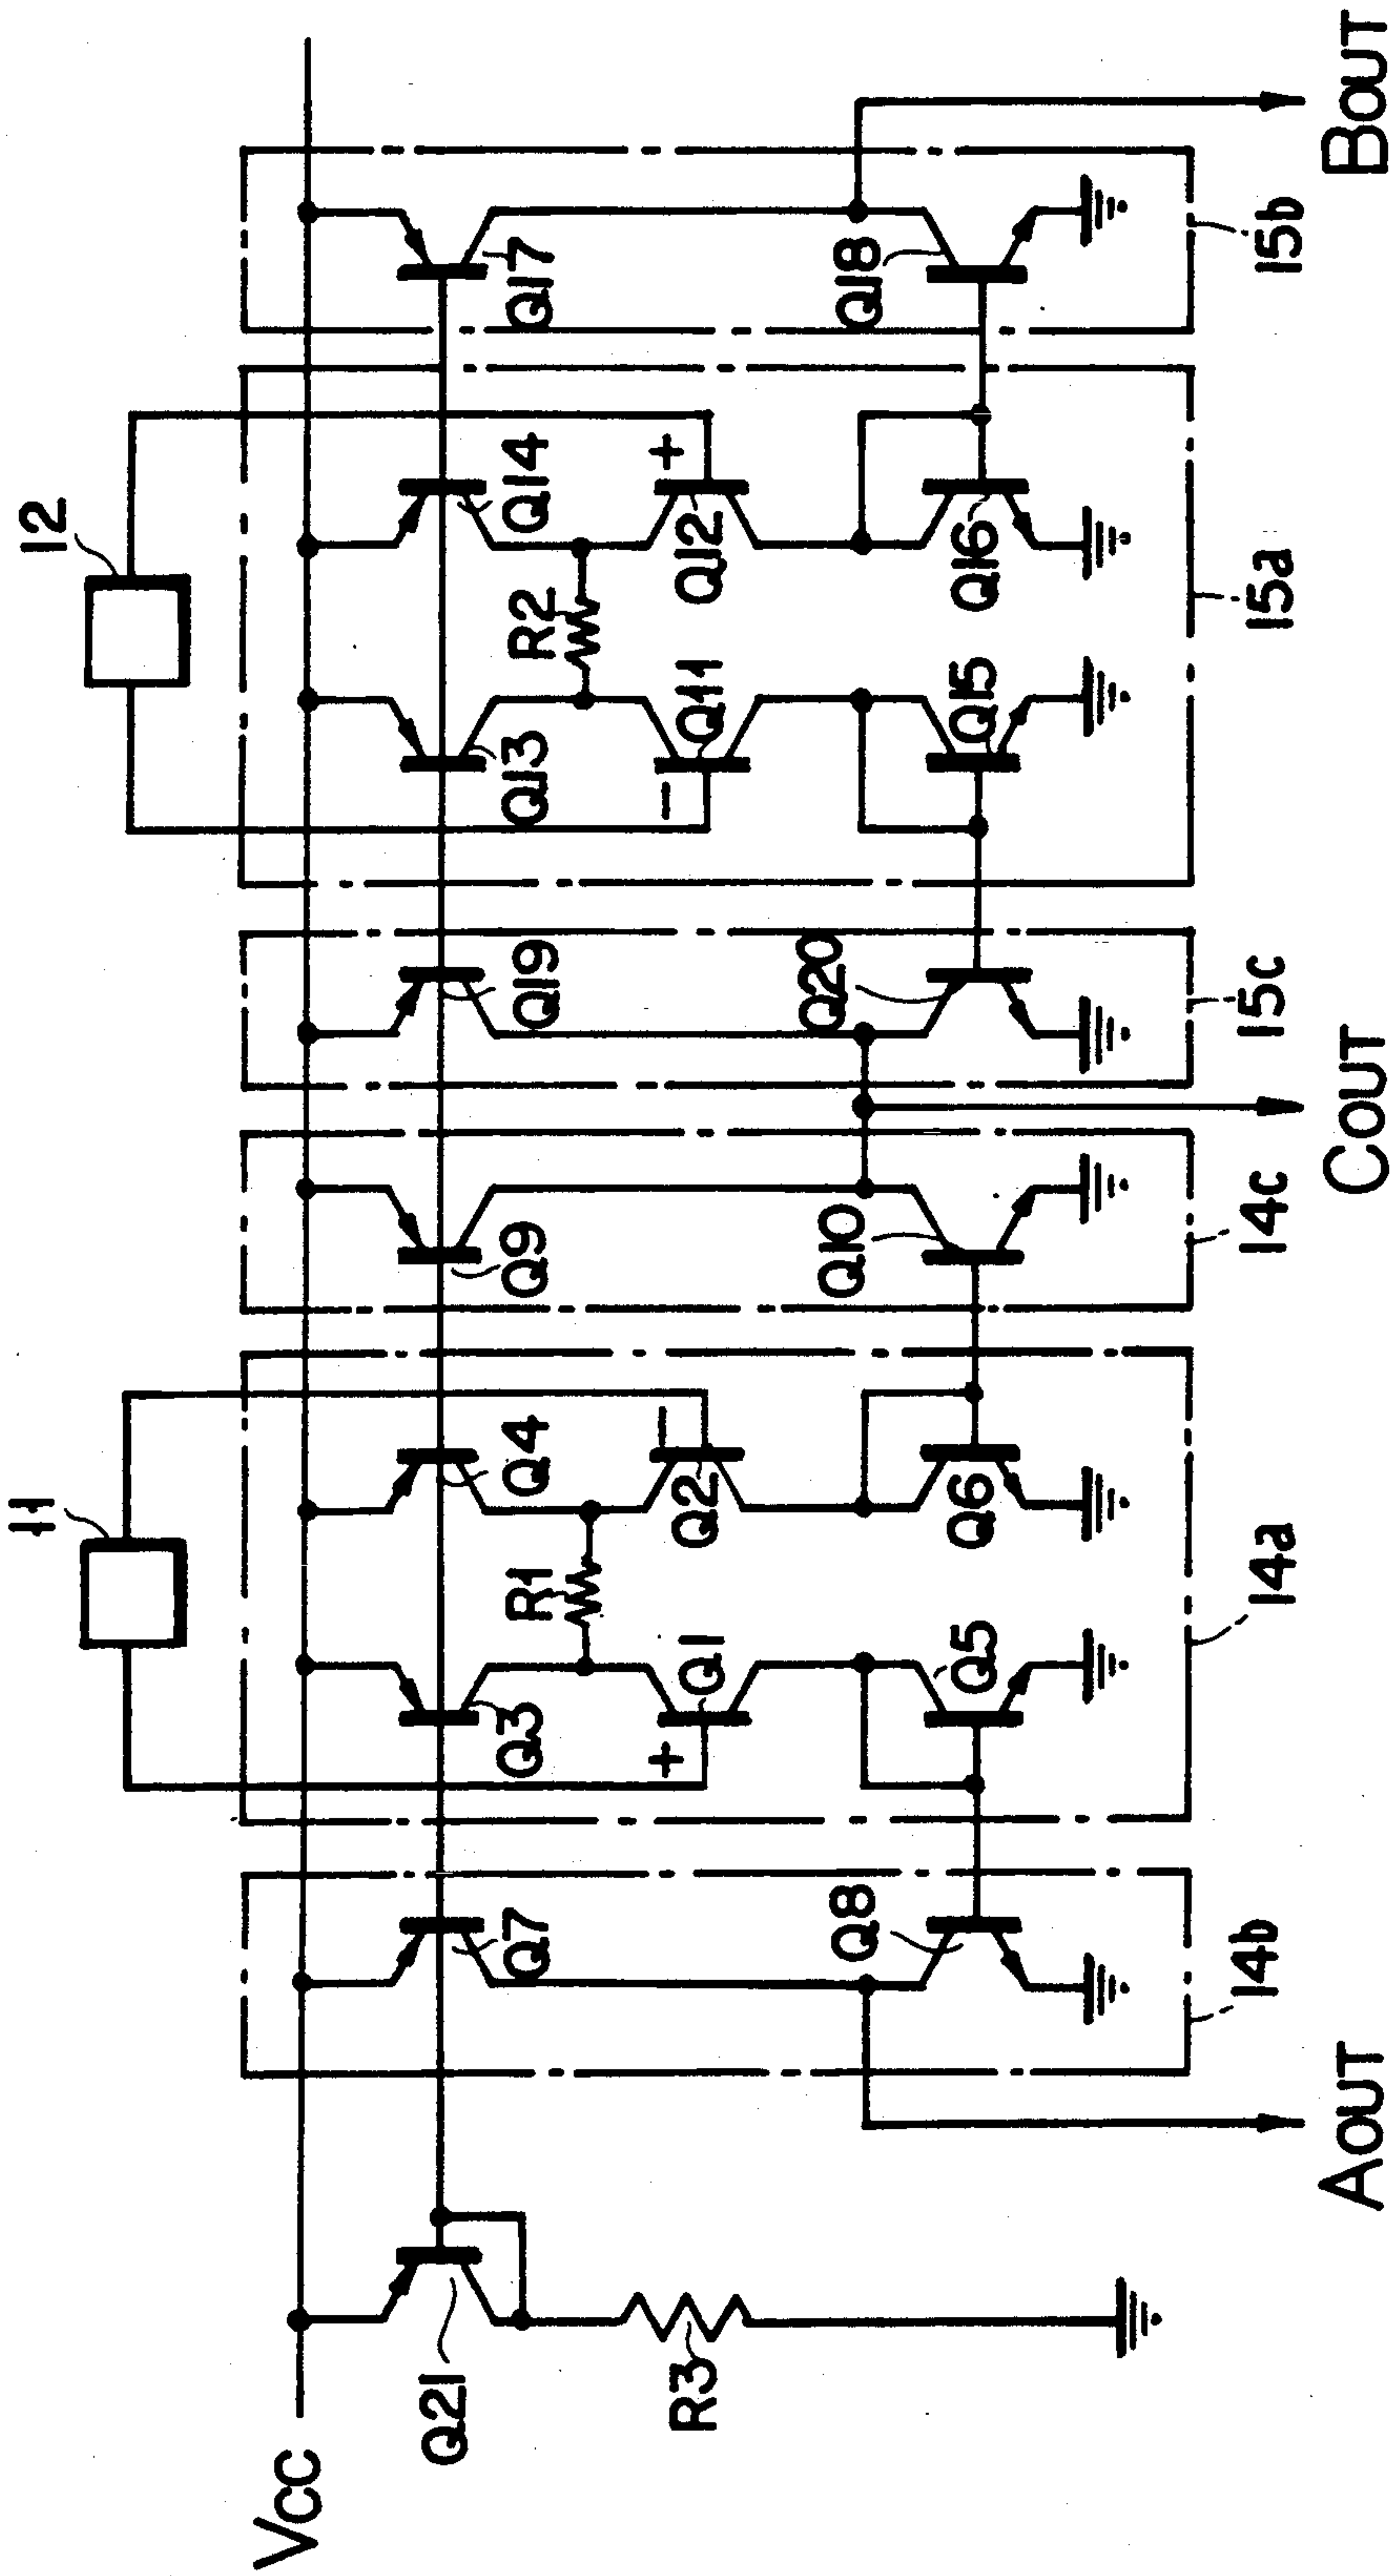 11
12
VCC
Q21
R3
Q7
Q8
Q3
Q4
R1
Q1
Q2
Q5
Q6
+
−
Q9
Q10
Q19
Q20
Q13
Q14
R2
Q11
Q12
−
+
Q15
Q16
Q17
Q18
14b
14a
14c
15c
15a
15b
AOUT
COUT
BOUT